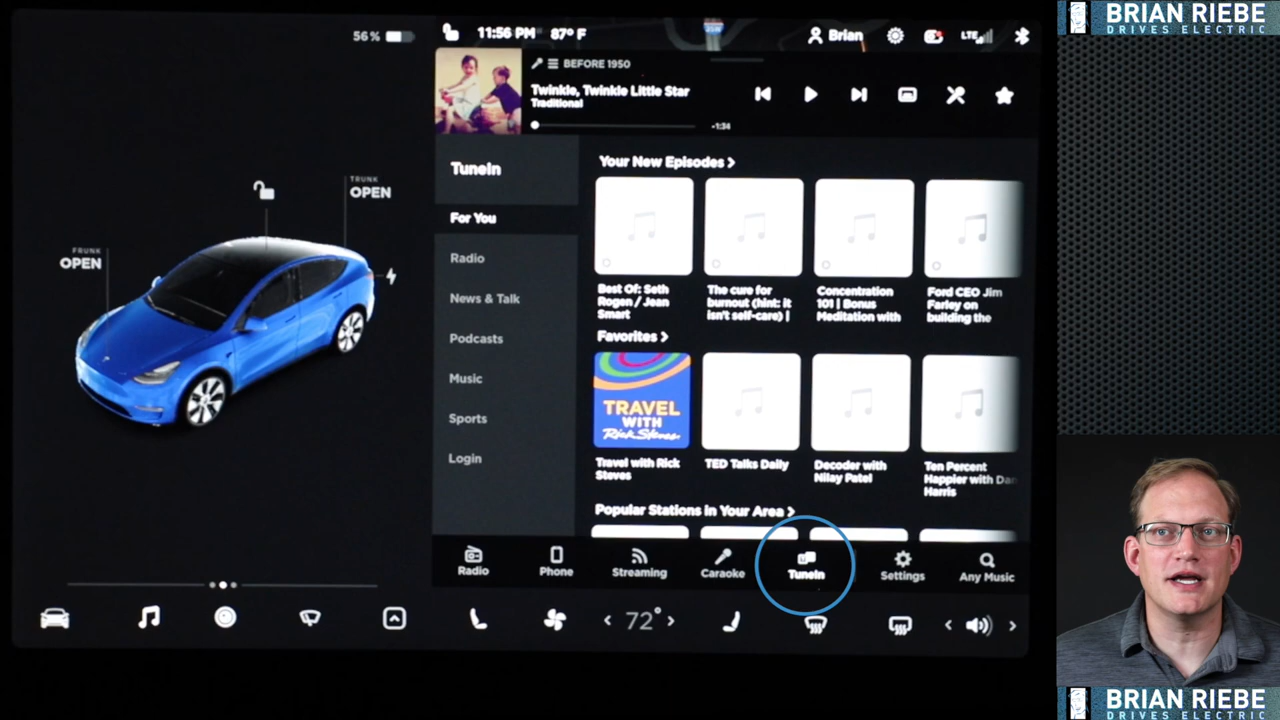 BRIAN RIEBE
DRIVES ELECTRIC
56 %
11:56 PM 87° F
Brian
LTE
BEFORE 1950
Twinkle, Twinkle Little Star
Traditional
-1:34
TRUNK
OPEN
FRUNK
OPEN
TuneIn
For You
Radio
News & Talk
Podcasts
Music
Sports
Login
Your New Episodes >
Best Of: Seth
Rogen / Jean
Smart
The cure for
burnout (hint: it
isn't self-care) |
Concentration
101 | Bonus
Meditation with
Ford CEO Jim
Farley on
building the
Favorites >
TRAVEL
WITH
Rick Steves
Travel with Rick
Steves
TED Talks Daily
Decoder with
Nilay Patel
Ten Percent
Happier with Dan
Harris
Popular Stations in Your Area >
Radio
Phone
Streaming
Caraoke
TuneIn
Settings
Any Music
< 72° >
BRIAN RIEBE
DRIVES ELECTRIC